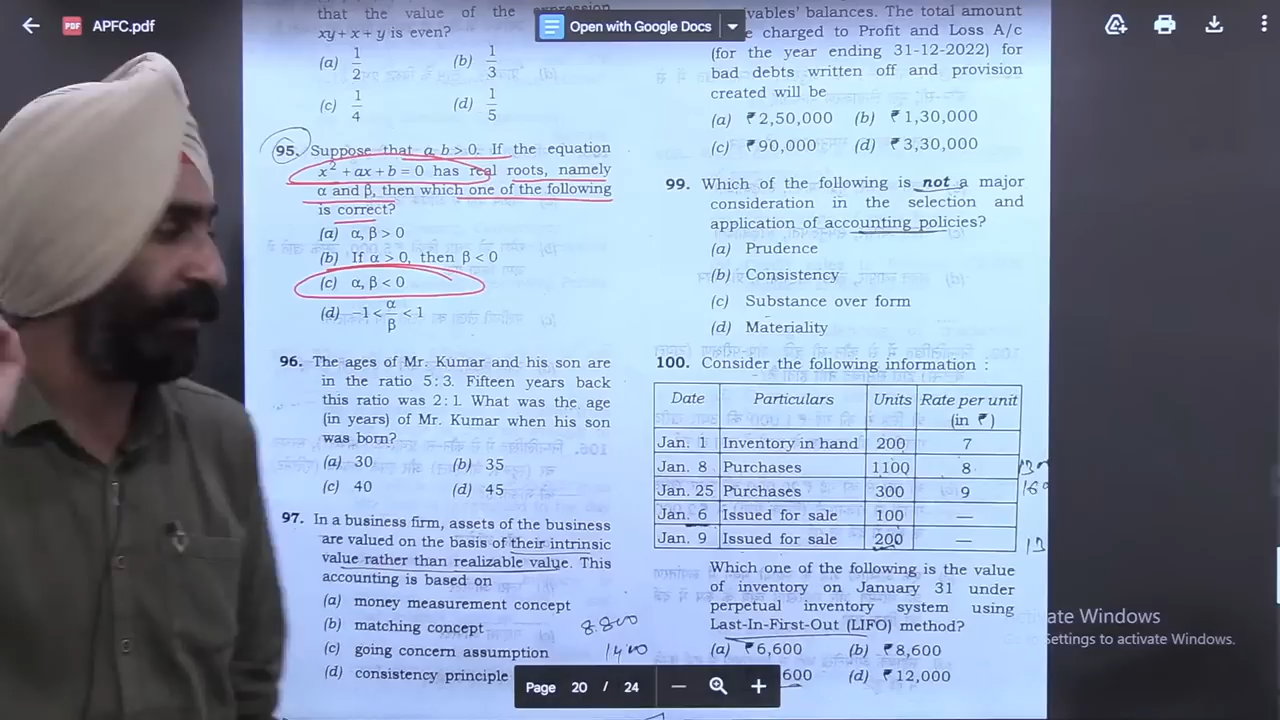 APFC.pdf
Open with Google Docs
that the value of the expression
xy + x + y is even?
(a) 1/2 (b) 1/3
(c) 1/4 (d) 1/5
95. Suppose that a, b > 0. If the equation
x² + ax + b = 0 has real roots, namely
α and β, then which one of the following
is correct?
(a) α, β > 0
(b) If α > 0, then β < 0
(c) α, β < 0
(d) -1 < α/β < 1
96. The ages of Mr. Kumar and his son are
in the ratio 5 : 3. Fifteen years back
this ratio was 2 : 1. What was the age
(in years) of Mr. Kumar when his son
was born?
(a) 30 (b) 35
(c) 40 (d) 45
97. In a business firm, assets of the business
are valued on the basis of their intrinsic
value rather than realizable value. This
accounting is based on
(a) money measurement concept
(b) matching concept
(c) going concern assumption
(d) consistency principle
8.800
1400
vables' balances. The total amount
e charged to Profit and Loss A/c
(for the year ending 31-12-2022) for
bad debts written off and provision
created will be
(a) ₹ 2,50,000 (b) ₹ 1,30,000
(c) ₹ 90,000 (d) ₹ 3,30,000
99. Which of the following is not a major
consideration in the selection and
application of accounting policies?
(a) Prudence
(b) Consistency
(c) Substance over form
(d) Materiality
100. Consider the following information :
Date Particulars Units Rate per unit
(in ₹)
Jan. 1 Inventory in hand 200 7
Jan. 8 Purchases 1100 8
Jan. 25 Purchases 300 9
Jan. 6 Issued for sale 100 —
Jan. 9 Issued for sale 200 —
Which one of the following is the value
of inventory on January 31 under
perpetual inventory system using
Last-In-First-Out (LIFO) method?
(a) ₹ 6,600 (b) ₹ 8,600
600 (d) ₹ 12,000
Page 20 / 24
ate Windows
Settings to activate Windows.